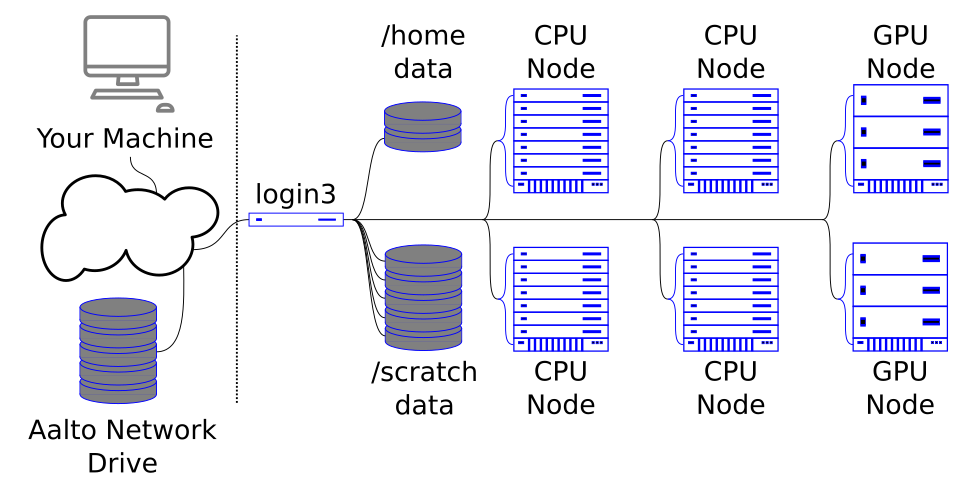 Your Machine
Aalto Network
Drive
login3
/home
data
/scratch
data
CPU
Node
CPU
Node
GPU
Node
CPU
Node
CPU
Node
GPU
Node